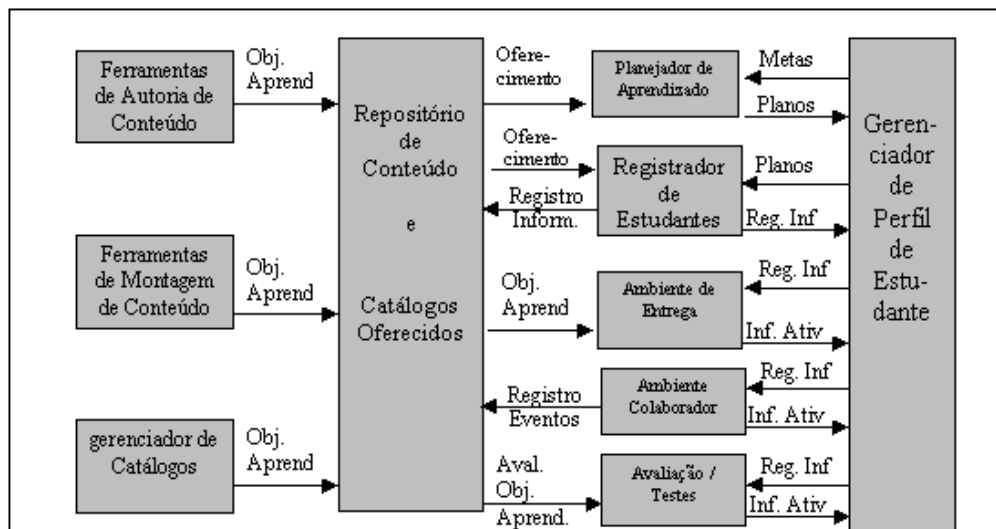 Ferramentas
de Autoria de
Conteúdo
Obj.
Aprend
Ferramentas
de Montagem
de Conteúdo
Obj.
Aprend
gerenciador de
Catálogos
Obj.
Aprend
Repositório
de
Conteúdo
e
Catálogos
Oferecidos
Ofere-
cimento
Planejador de
Aprendizado
Metas
Planos
Ofere-
cimento
Registro
Inform.
Registrador
de
Estudantes
Planos
Reg. Inf
Obj.
Aprend
Ambiente de
Entrega
Reg. Inf
Inf. Ativ
Registro
Eventos
Ambiente
Colaborador
Reg. Inf
Inf. Ativ
Aval.
Obj.
Aprend.
Avaliação /
Testes
Reg. Inf
Inf. Ativ
Geren-
ciador
de
Perfil
de
Estu-
dante